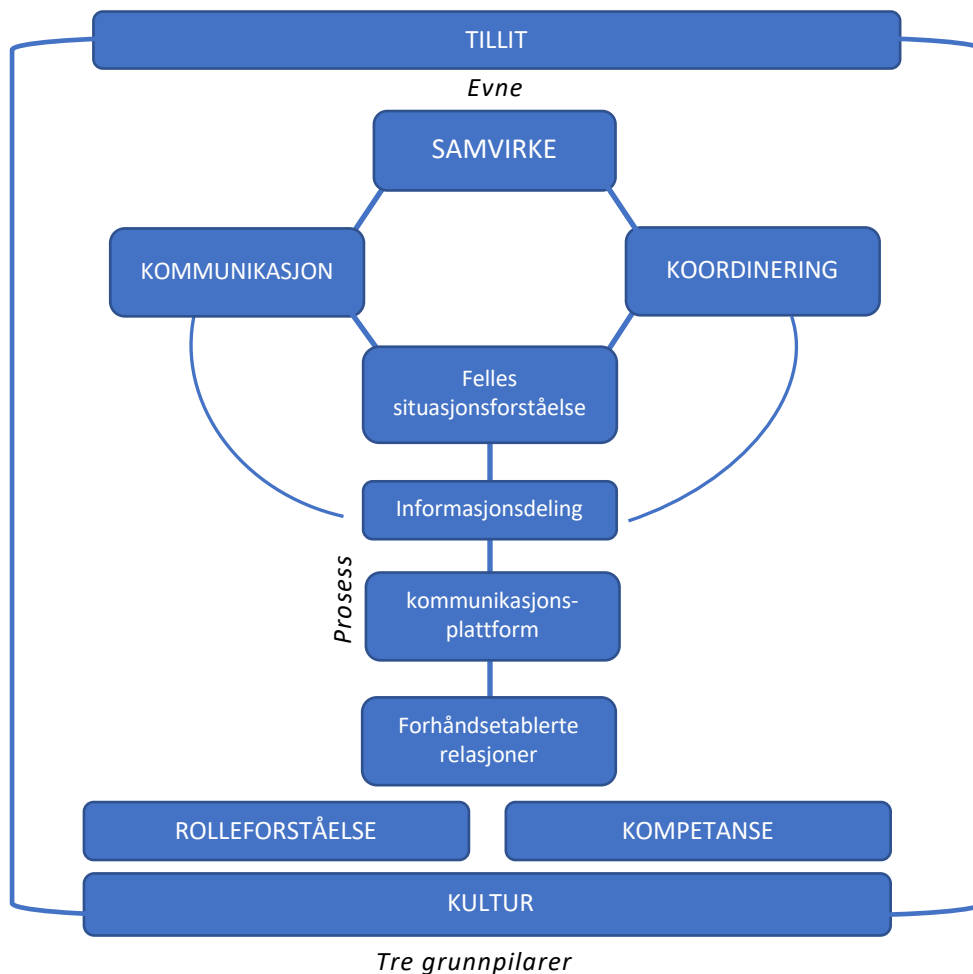 TILLIT
Evne
SAMVIRKE
KOMMUNIKASJON
KOORDINERING
Felles
situasjonsforståelse
Informasjonsdeling
Prosess
kommunikasjons-
plattform
Forhåndsetablerte
relasjoner
ROLLEFORSTÅELSE
KOMPETANSE
KULTUR
Tre grunnpilarer